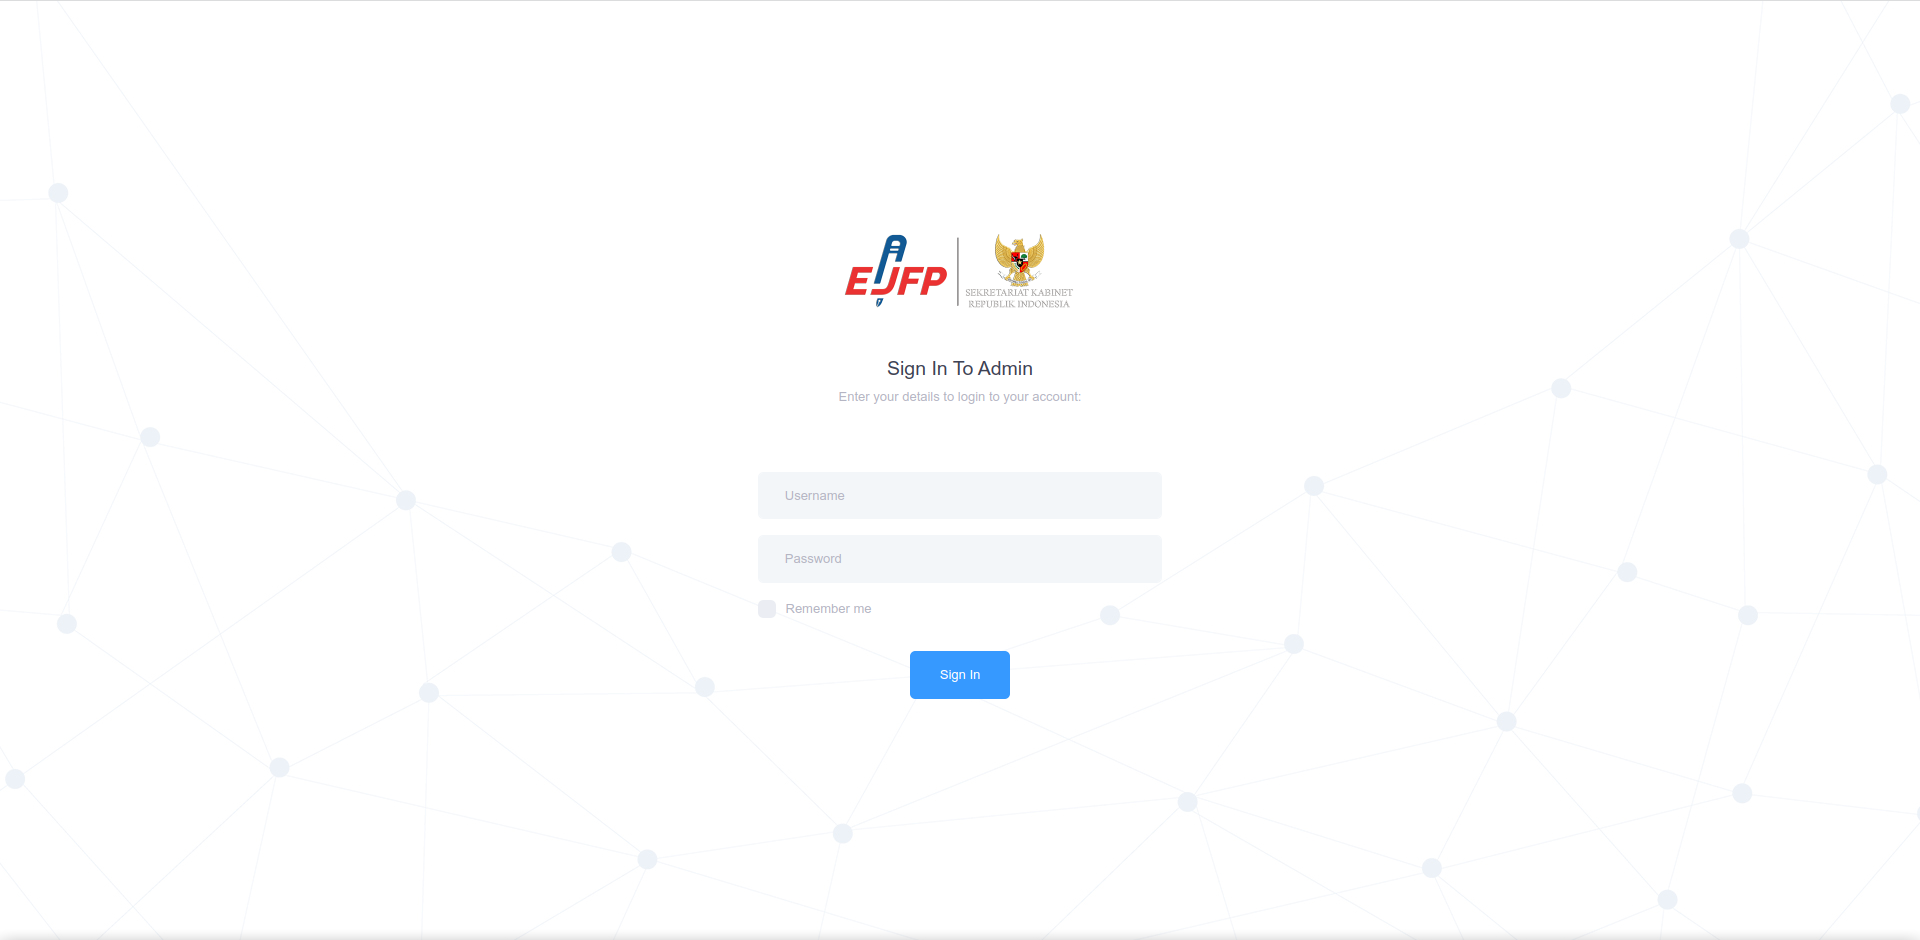 EJFP
SEKRETARIAT KABINET
REPUBLIK INDONESIA
Sign In To Admin
Enter your details to login to your account:
Username
Password
Remember me
Sign In